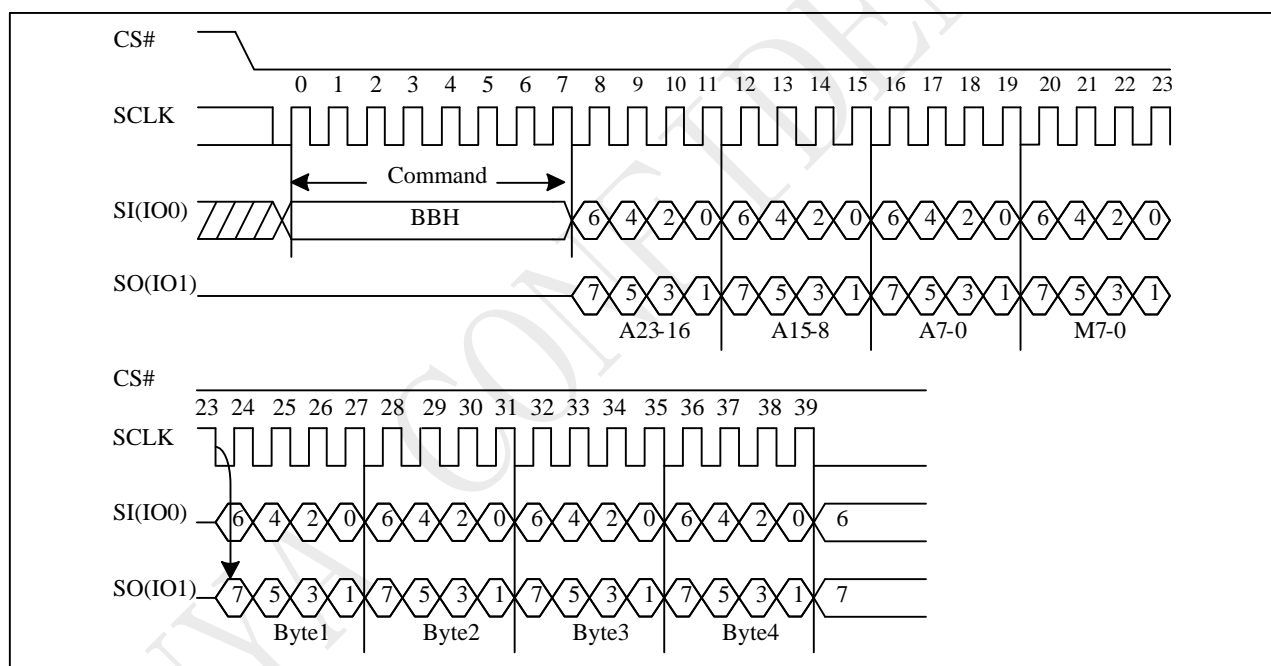 CS#
0 1 2 3 4 5 6 7 8 9 10 11 12 13 14 15 16 17 18 19 20 21 22 23
SCLK
Command
SI(IO0) BBH 6 4 2 0 6 4 2 0 6 4 2 0 6 4 2 0
SO(IO1) 7 5 3 1 7 5 3 1 7 5 3 1 7 5 3 1
A23-16 A15-8 A7-0 M7-0
CS#
23 24 25 26 27 28 29 30 31 32 33 34 35 36 37 38 39
SCLK
SI(IO0) 6 4 2 0 6 4 2 0 6 4 2 0 6 4 2 0 6
SO(IO1) 7 5 3 1 7 5 3 1 7 5 3 1 7 5 3 1 7
Byte1 Byte2 Byte3 Byte4